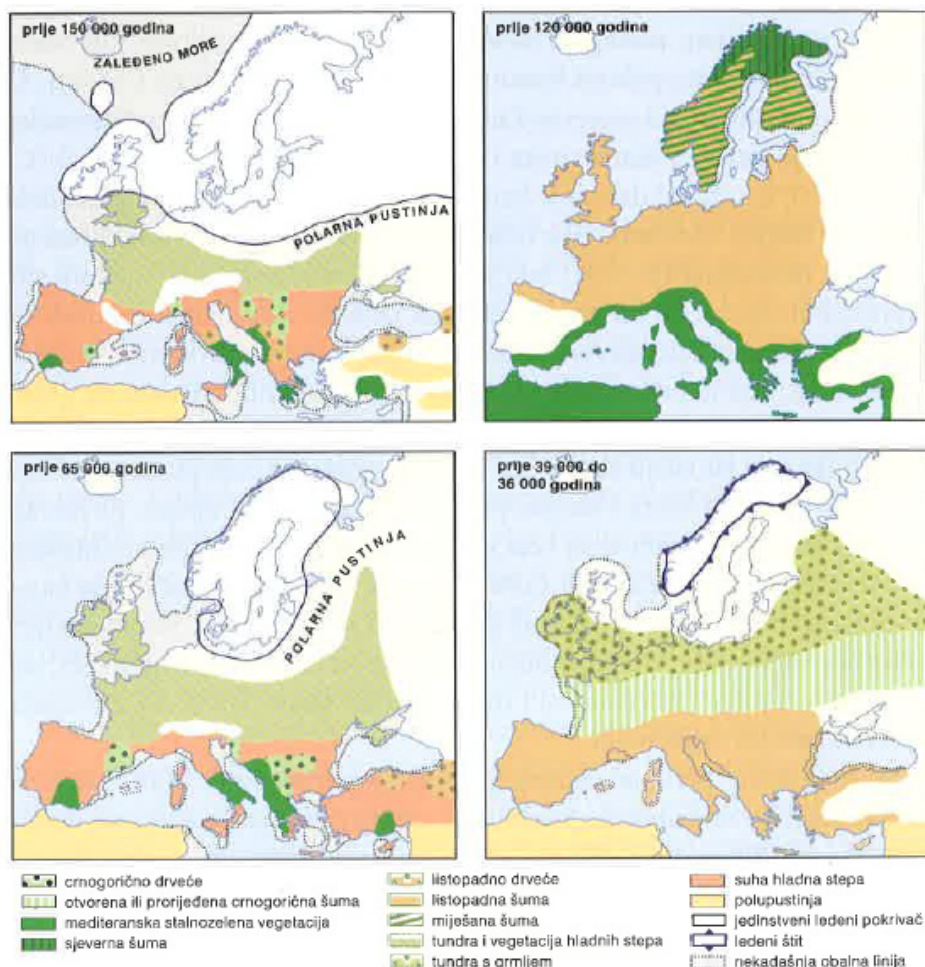 prije 150 000 godina
ZALEĐENO MORE
POLARNA PUSTINJA
prije 120 000 godina
prije 65 000 godina
POLARNA PUSTINJA
prije 39 000 do
36 000 godina
crnogorično drveće
otvorena ili prorijeđena crnogorična šuma
mediteranska stalnozelena vegetacija
sjeverna šuma
listopadno drveće
listopadna šuma
miješana šuma
tundra i vegetacija hladnih stepa
tundra s grmljem
suha hladna stepa
polupustinja
jedinstveni ledeni pokrivač
ledeni štit
nekadašnja obalna linija